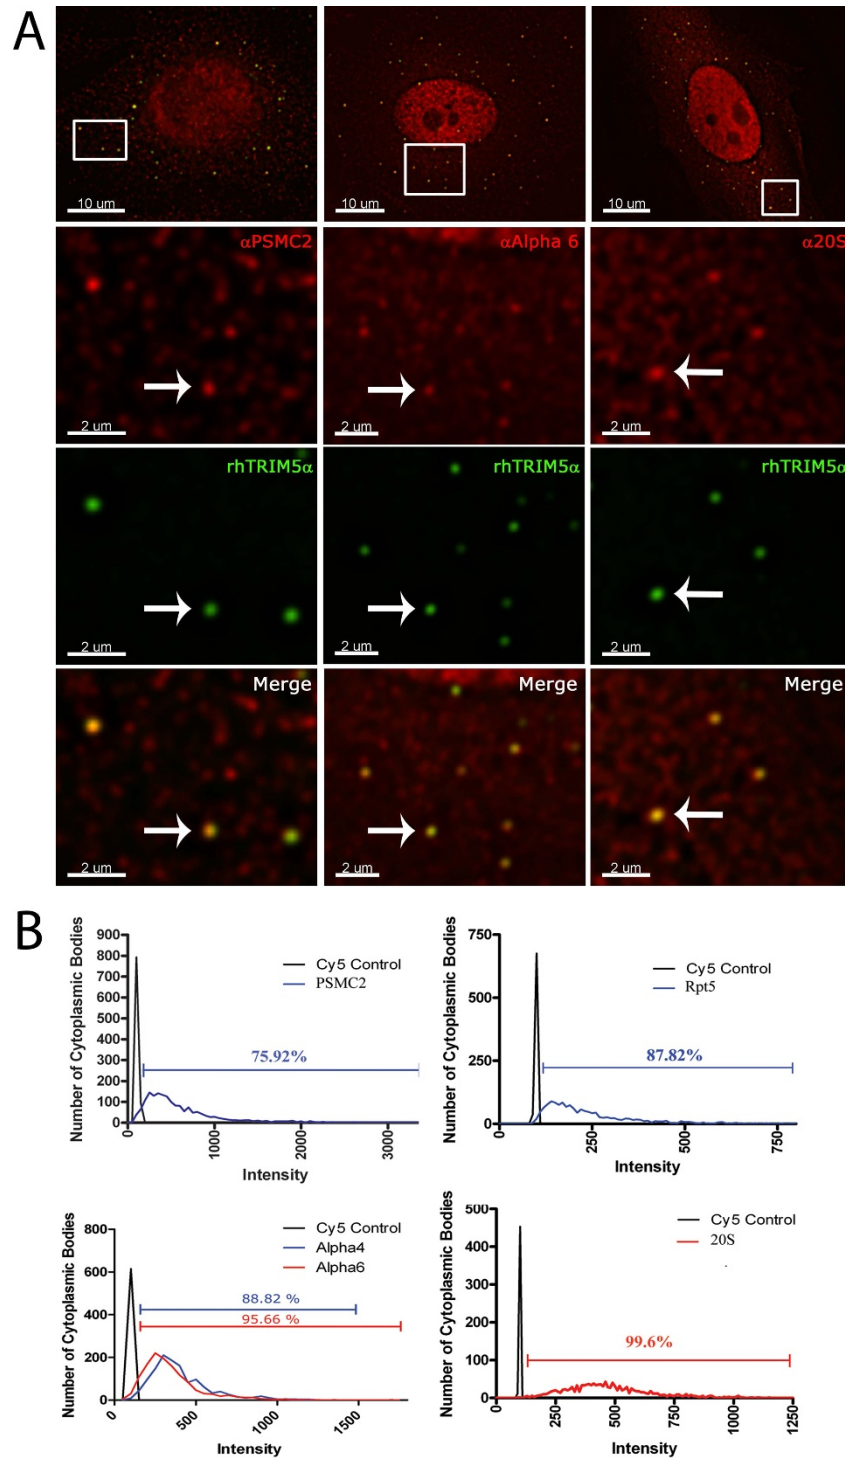 A
10 um
10 um
10 um
αPSMC2
αAlpha 6
α20S
2 um
2 um
2 um
rhTRIM5α
rhTRIM5α
rhTRIM5α
2 um
2 um
2 um
Merge
Merge
Merge
2 um
2 um
2 um
B
Number of Cytoplasmic Bodies
900
800
700
600
500
400
300
200
100
0
Cy5 Control
PSMC2
75.92%
0
1000
2000
3000
Intensity
Number of Cytoplasmic Bodies
750
500
250
0
Cy5 Control
Rpt5
87.82%
0
250
500
750
Intensity
Number of Cytoplasmic Bodies
800
600
400
200
0
Cy5 Control
Alpha4
Alpha6
88.82 %
95.66 %
0
500
1000
1500
Intensity
Number of Cytoplasmic Bodies
500
400
300
200
100
0
Cy5 Control
20S
99.6%
0
250
500
750
1000
1250
Intensity